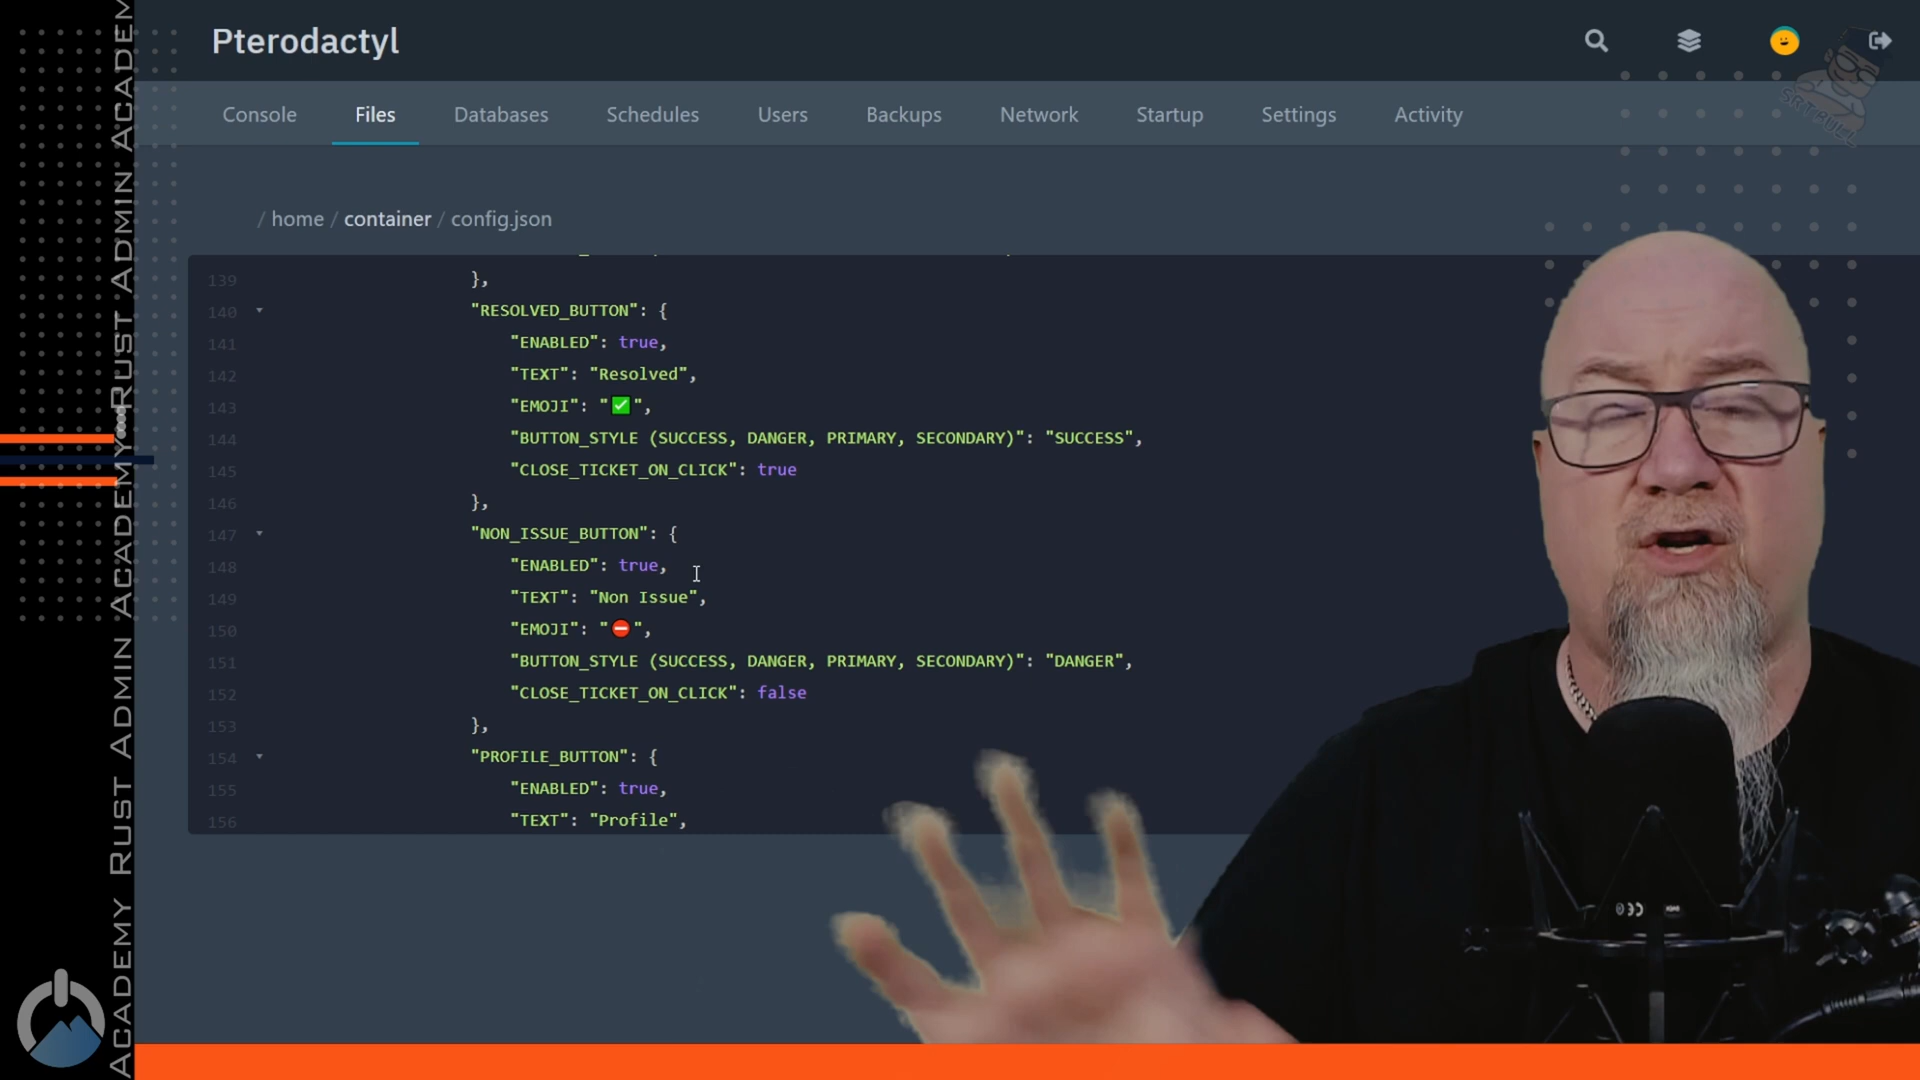 Pterodactyl
Console Files Databases Schedules Users Backups Network Startup Settings Activity
SRTBULL
/ home / container / config.json
139 },
140 "RESOLVED_BUTTON": {
141 "ENABLED": true,
142 "TEXT": "Resolved",
143 "EMOJI": "✅",
144 "BUTTON_STYLE (SUCCESS, DANGER, PRIMARY, SECONDARY)": "SUCCESS",
145 "CLOSE_TICKET_ON_CLICK": true
146 },
147 "NON_ISSUE_BUTTON": {
148 "ENABLED": true,
149 "TEXT": "Non Issue",
150 "EMOJI": "⛔",
151 "BUTTON_STYLE (SUCCESS, DANGER, PRIMARY, SECONDARY)": "DANGER",
152 "CLOSE_TICKET_ON_CLICK": false
153 },
154 "PROFILE_BUTTON": {
155 "ENABLED": true,
156 "TEXT": "Profile",
ACADEMY RUST ADMIN ACADEMY RUST ADMIN ACADEM